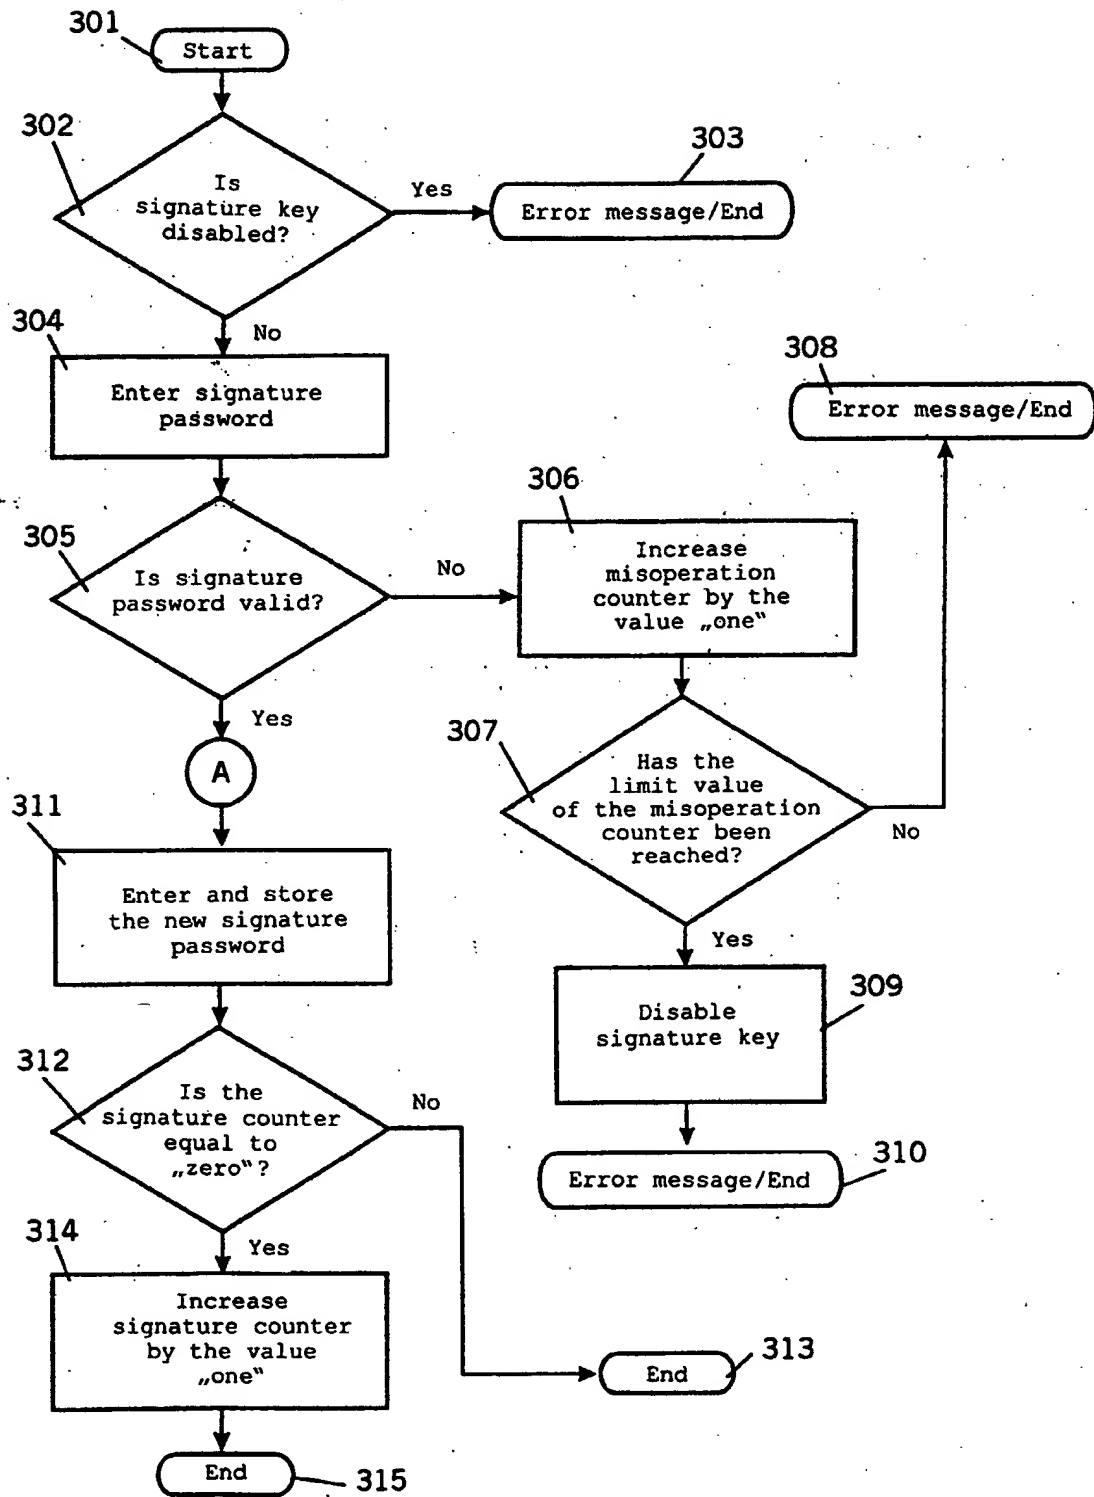 301
Start
302
Is
signature key
disabled?
Yes
303
Error message/End
No
304
Enter signature
password
308
Error message/End
305
Is signature
password valid?
No
306
Increase
misoperation
counter by the
value „one“
Yes
A
307
Has the
limit value
of the misoperation
counter been
reached?
No
311
Enter and store
the new signature
password
Yes
309
Disable
signature key
312
Is the
signature counter
equal to
„zero“?
No
310
Error message/End
Yes
314
Increase
signature counter
by the value
„one“
313
End
End
315